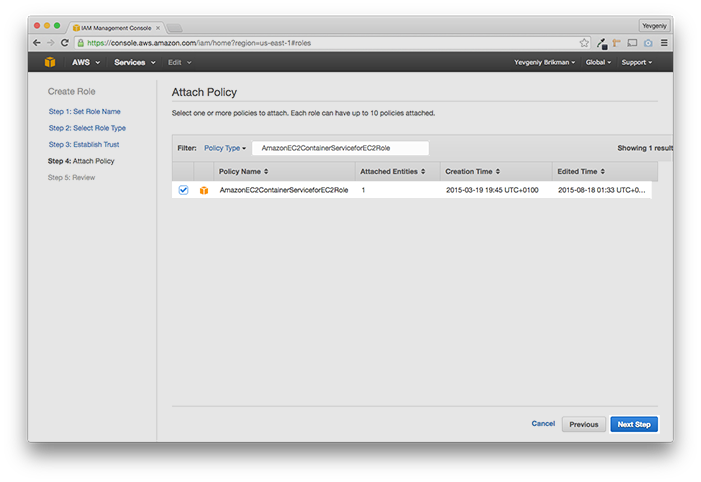 IAM Management Console
Yevgeniy
https://console.aws.amazon.com/iam/home?region=us-east-1#roles
AWS Services Edit Yevgeniy Brikman Global Support
Create Role
Step 1: Set Role Name
Step 2: Select Role Type
Step 3: Establish Trust
Step 4: Attach Policy
Step 5: Review
Attach Policy
Select one or more policies to attach. Each role can have up to 10 policies attached.
Filter: Policy Type AmazonEC2ContainerServiceforEC2Role Showing 1 result
Policy Name Attached Entities Creation Time Edited Time
AmazonEC2ContainerServiceforEC2Role 1 2015-03-19 19:45 UTC+0100 2015-08-18 01:33 UTC+0...
Cancel Previous Next Step